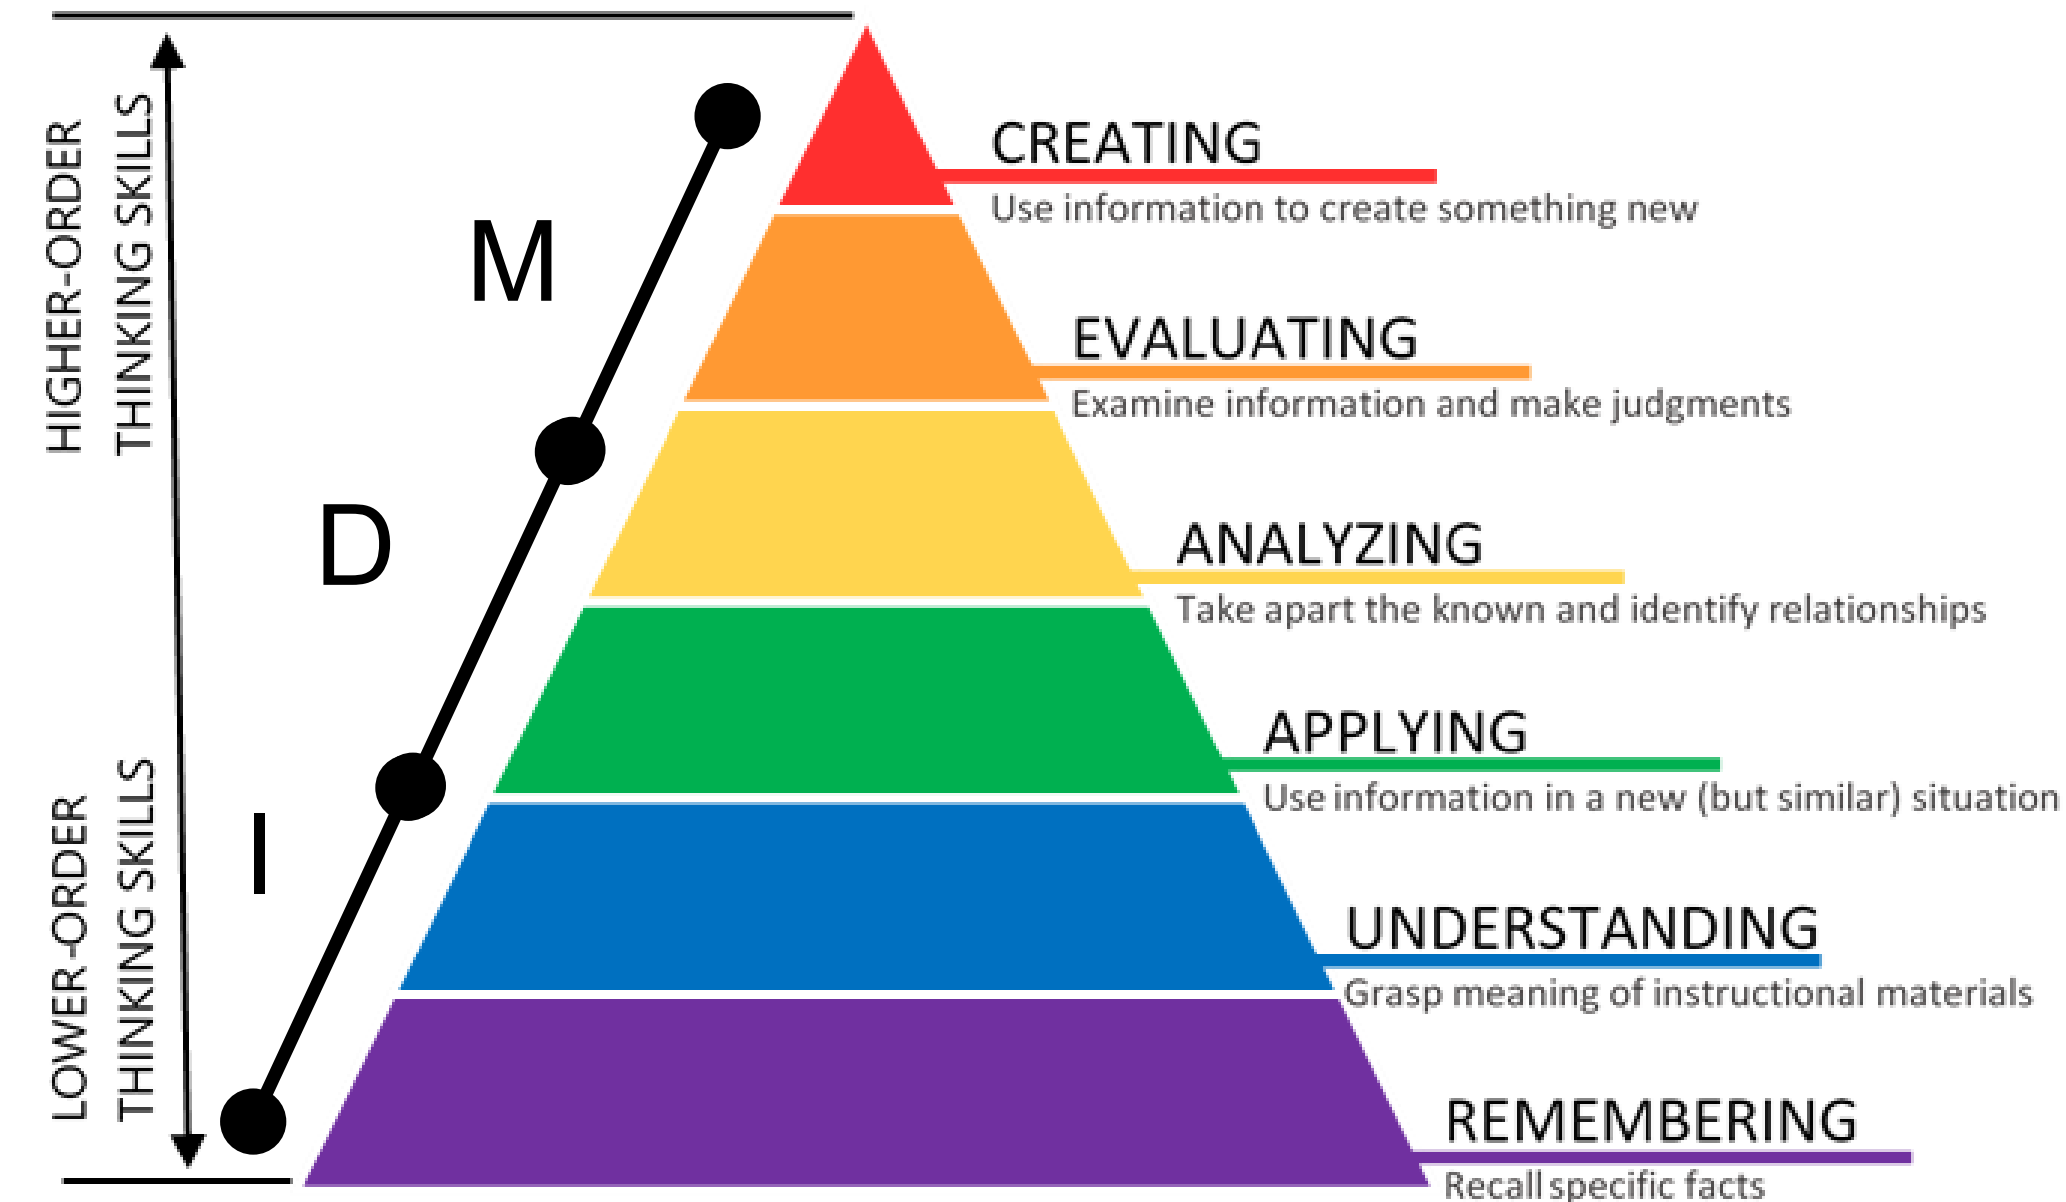 HIGHER-ORDER
THINKING SKILLS
LOWER-ORDER
THINKING SKILLS
M
D
I
CREATING
Use information to create something new
EVALUATING
Examine information and make judgments
ANALYZING
Take apart the known and identify relationships
APPLYING
Use information in a new (but similar) situation
UNDERSTANDING
Grasp meaning of instructional materials
REMEMBERING
Recall specific facts